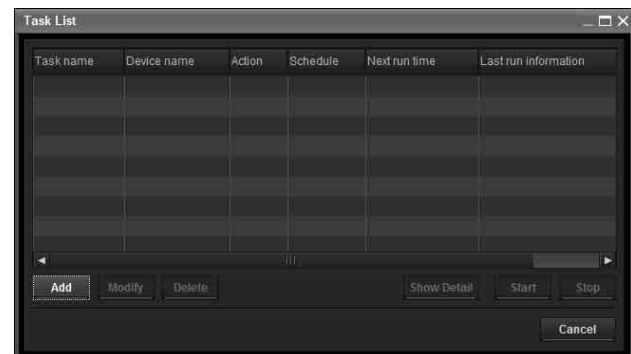 Task List
Task name Device name Action Schedule Next run time Last run information
Add Modify Delete Show Detail Start Stop
Cancel